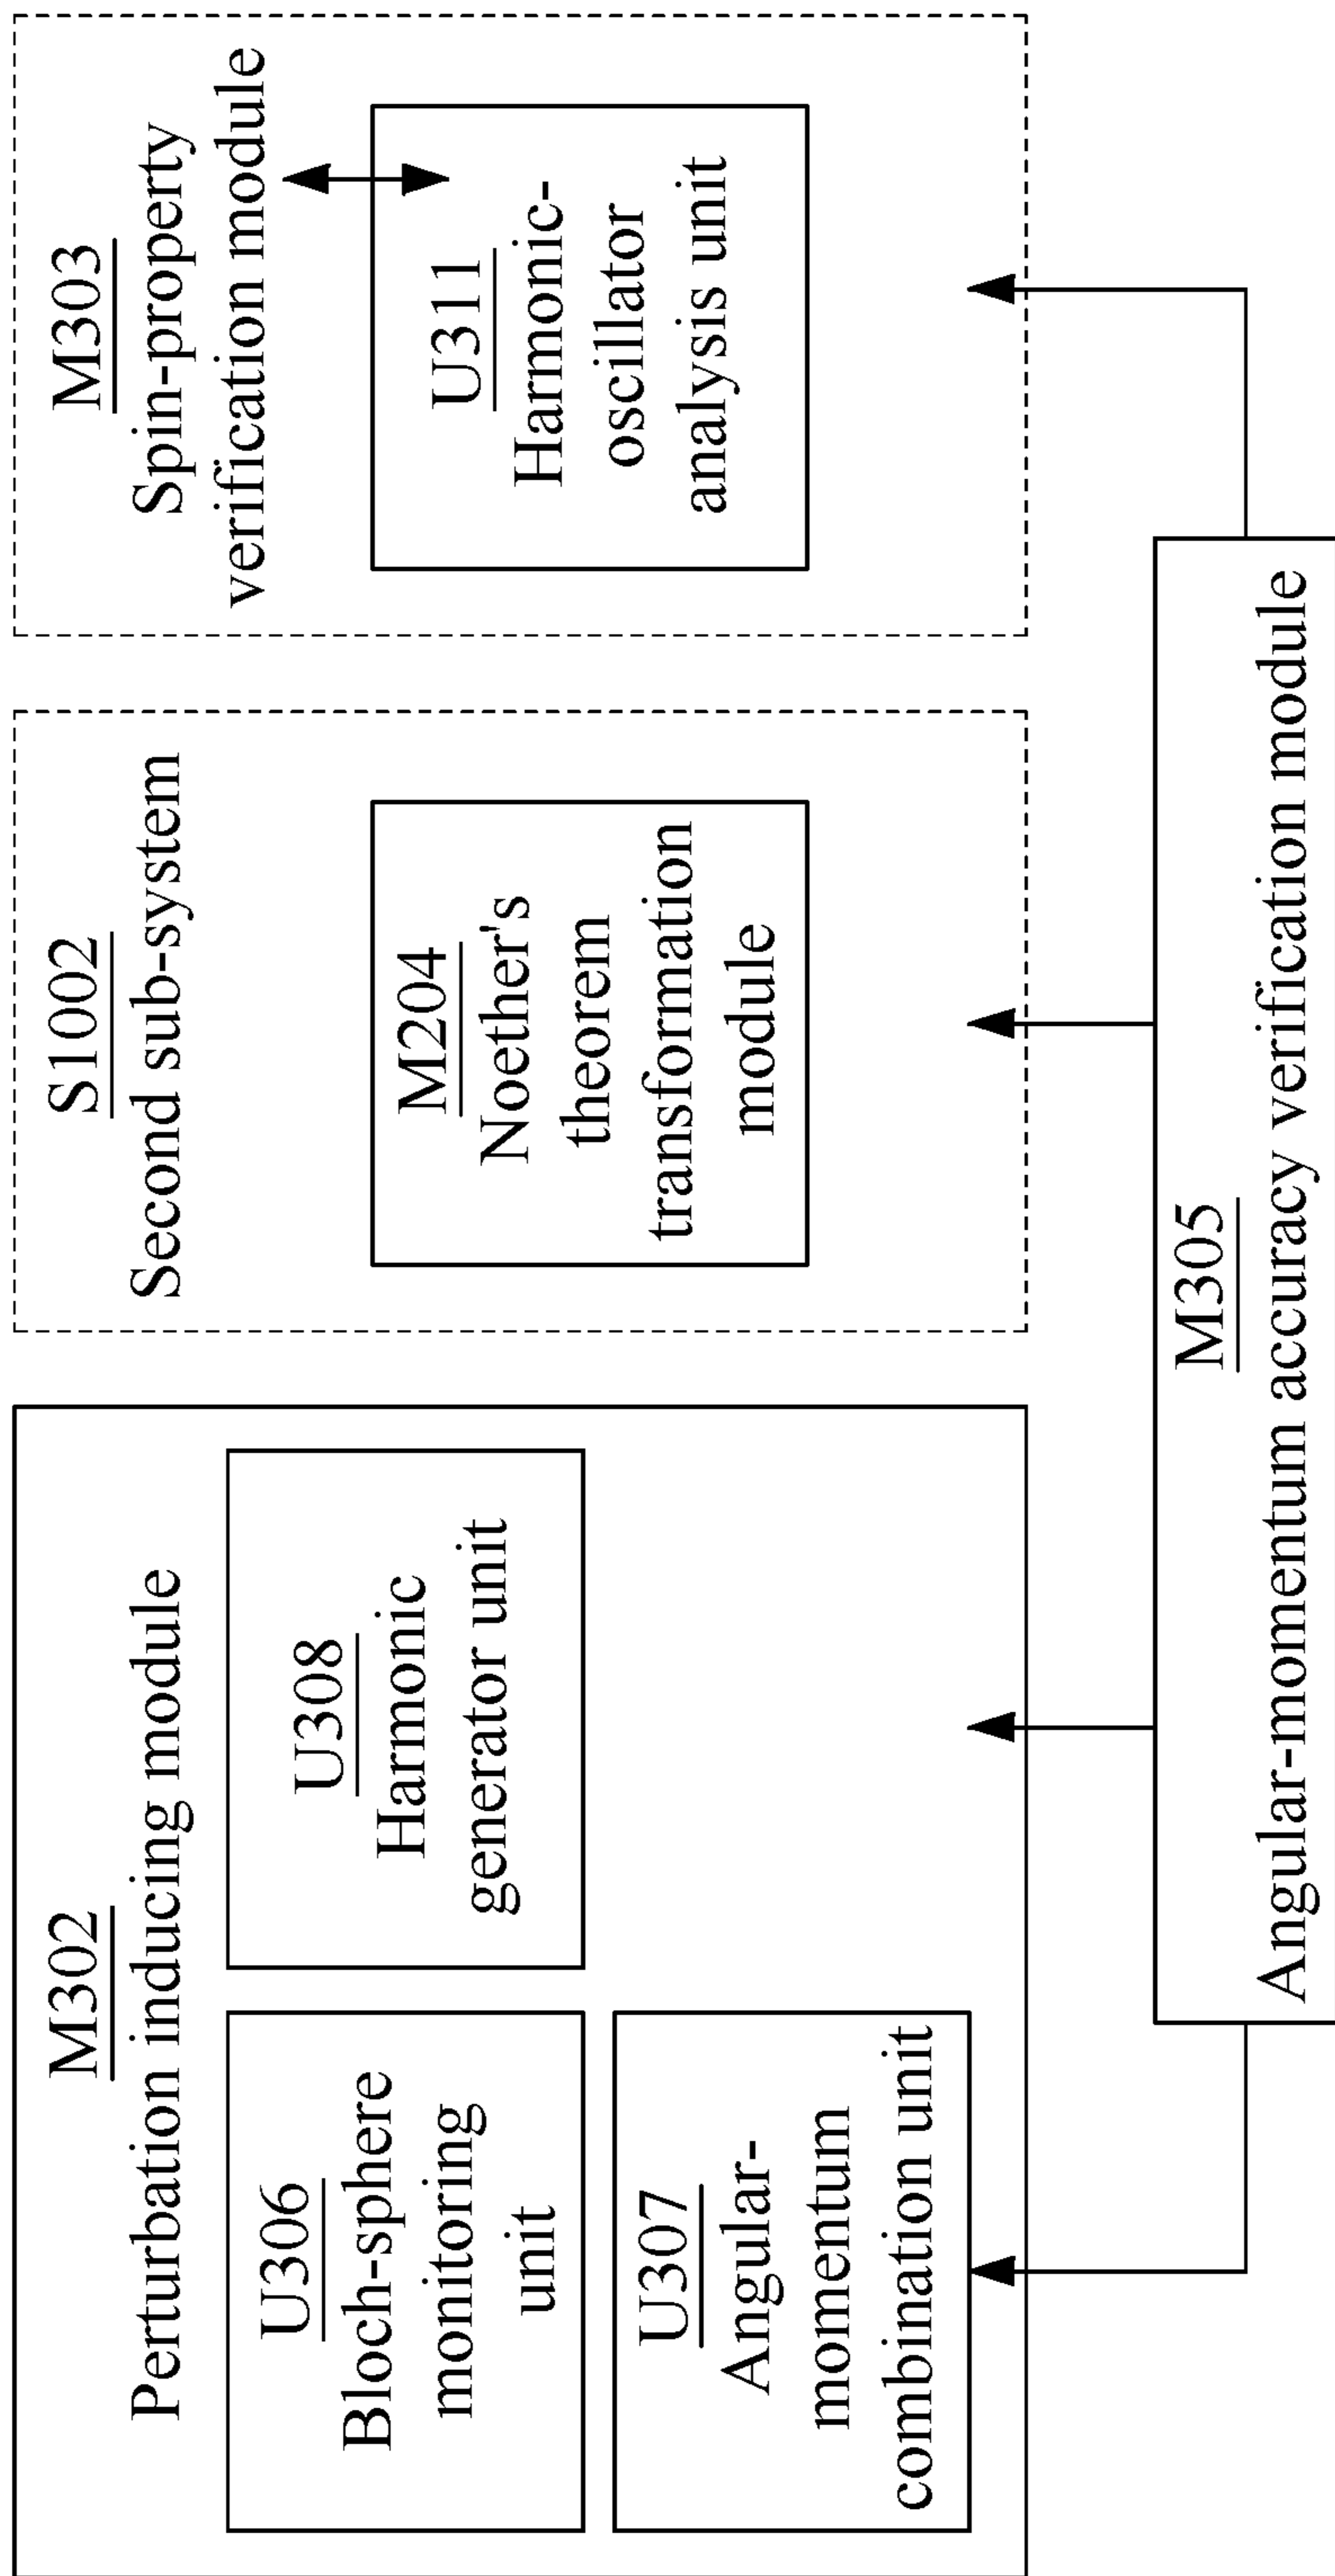 M302
Perturbation inducing module
U306
Bloch-sphere
monitoring
unit
U308
Harmonic
generator unit
U307
Angular-
momentum
combination unit
S1002
Second sub-system
M204
Noether's
theorem
transformation
module
M303
Spin-property
verification module
U311
Harmonic-
oscillator
analysis unit
M305
Angular-momentum accuracy verification module